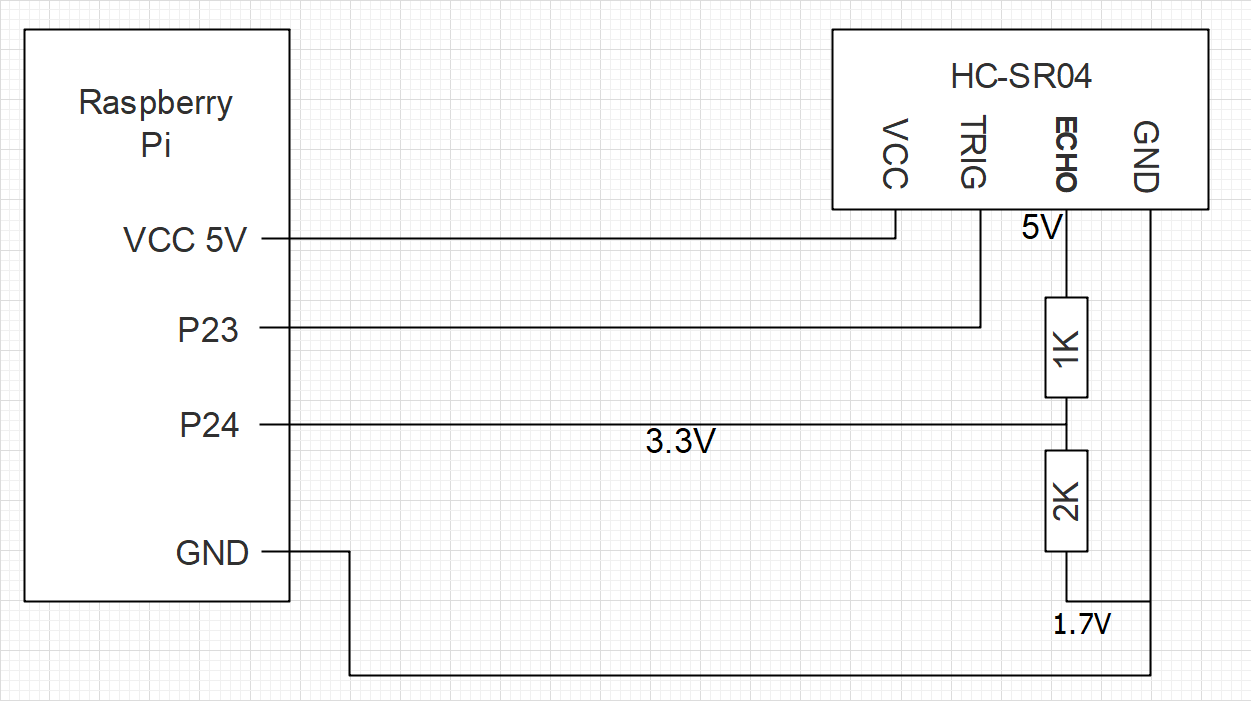 Raspberry
Pi
VCC 5V
P23
P24
GND
HC-SR04
VCC
TRIG
ECHO
GND
5V
1K
3.3V
2K
1.7V